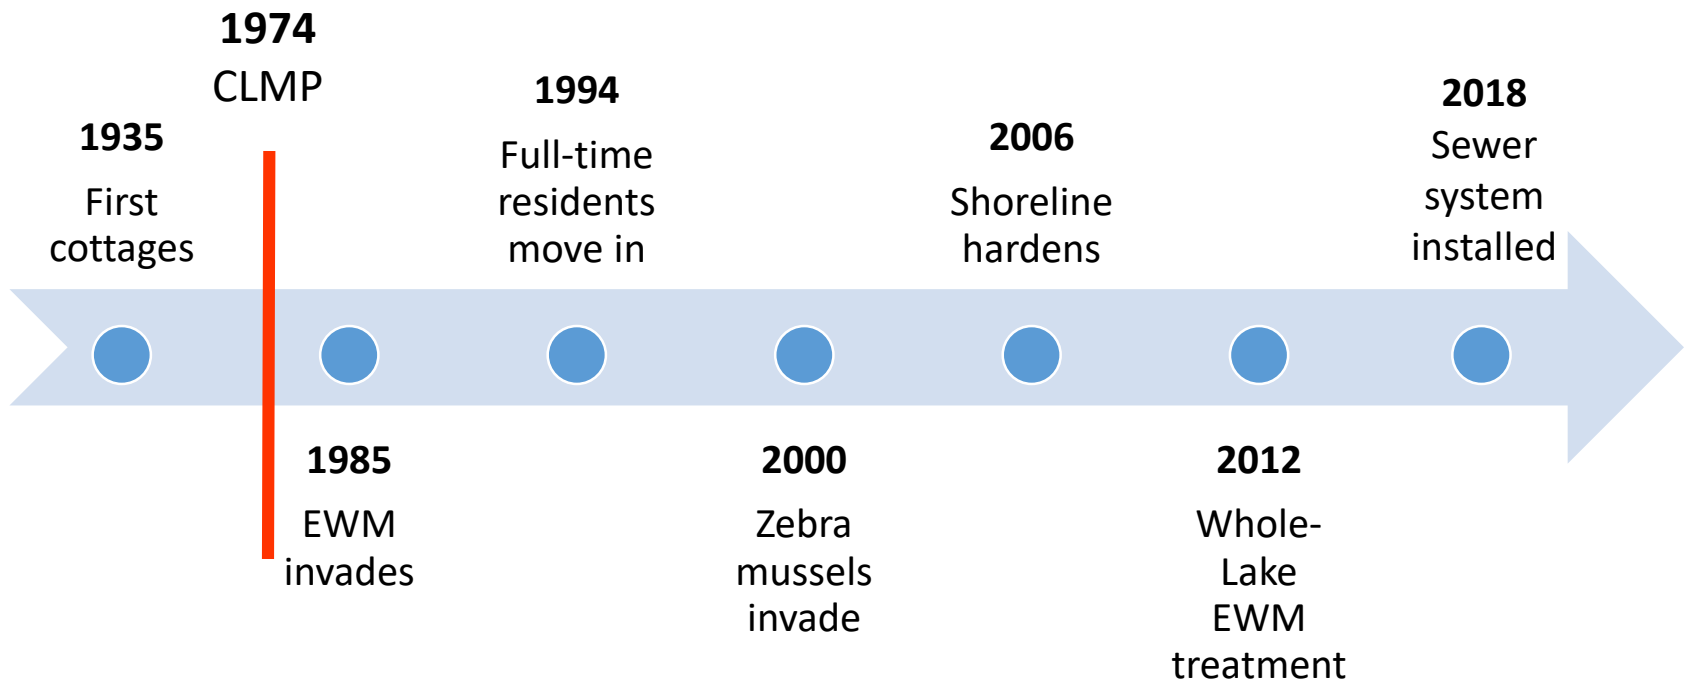 1974
CLMP
1935
First
cottages
1994
Full-time
residents
move in
2006
Shoreline
hardens
2018
Sewer
system
installed
1985
EWM
invades
2000
Zebra
mussels
invade
2012
Whole-
Lake
EWM
treatment